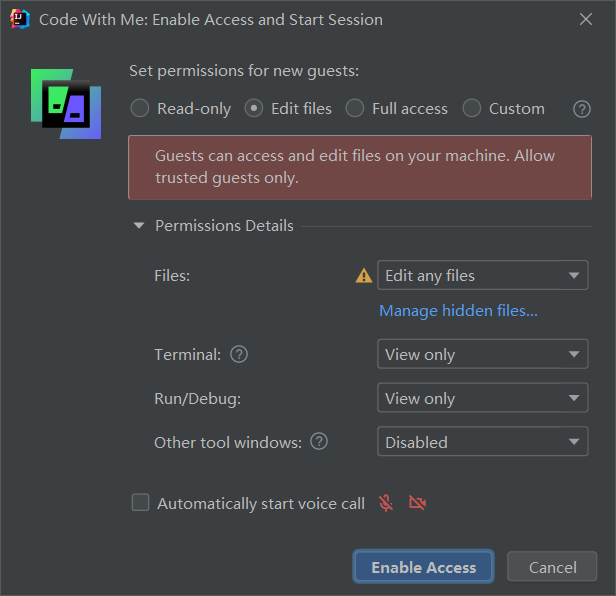 Code With Me: Enable Access and Start Session
Set permissions for new guests:
Read-only Edit files Full access Custom ?
Guests can access and edit files on your machine. Allow
trusted guests only.
Permissions Details
Files: Edit any files
Manage hidden files...
Terminal: ? View only
Run/Debug: View only
Other tool windows: ? Disabled
Automatically start voice call
Enable Access Cancel